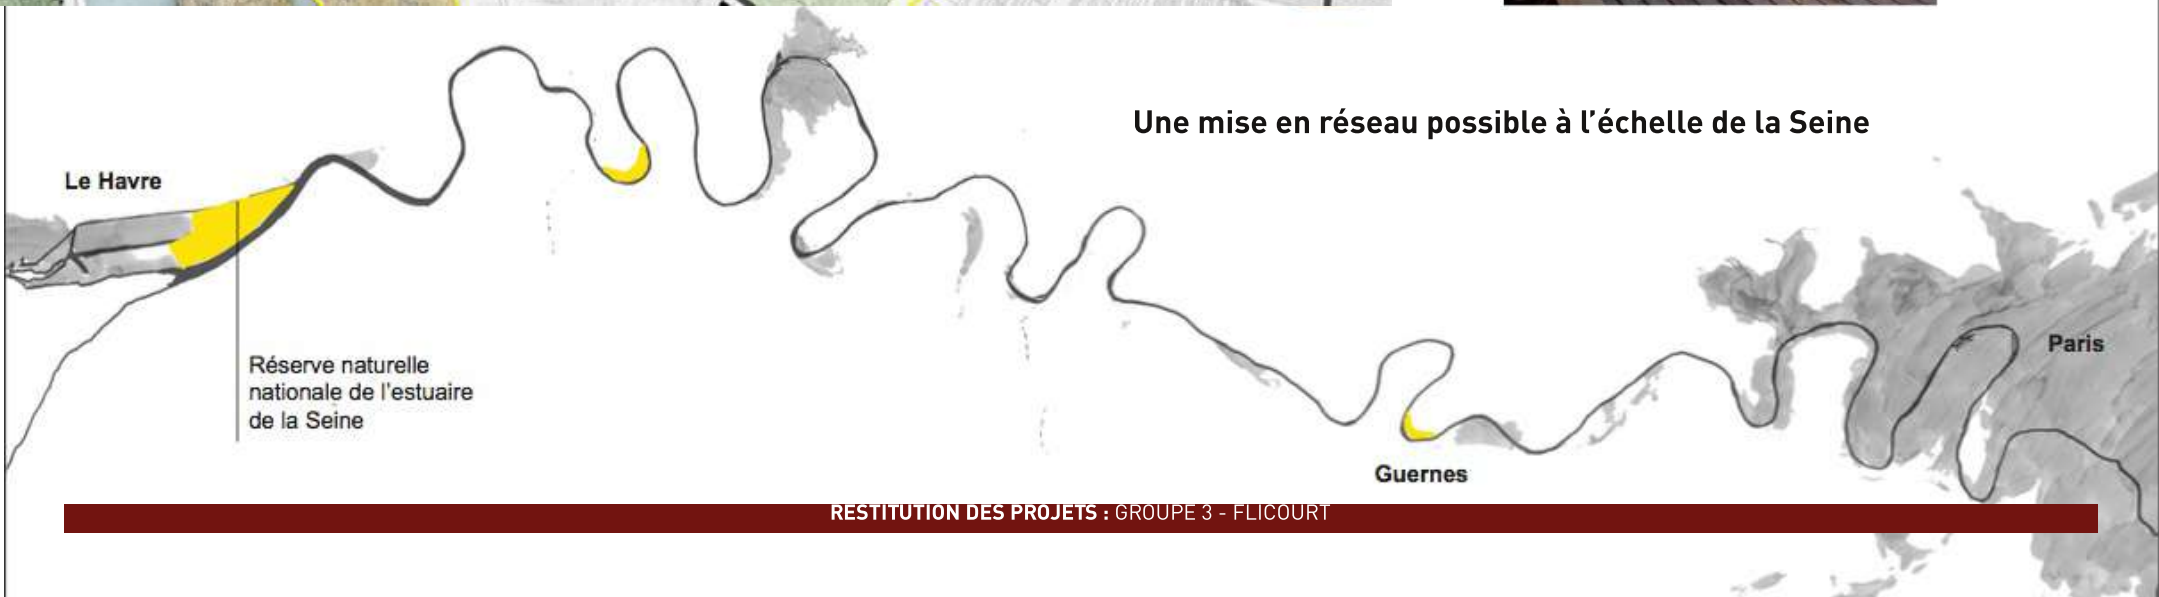 Une mise en réseau possible à l'échelle de la Seine
Le Havre
Réserve naturelle
nationale de l'estuaire
de la Seine
Paris
Guernes
RESTITUTION DES PROJETS : GROUPE 3 - FLICOURT